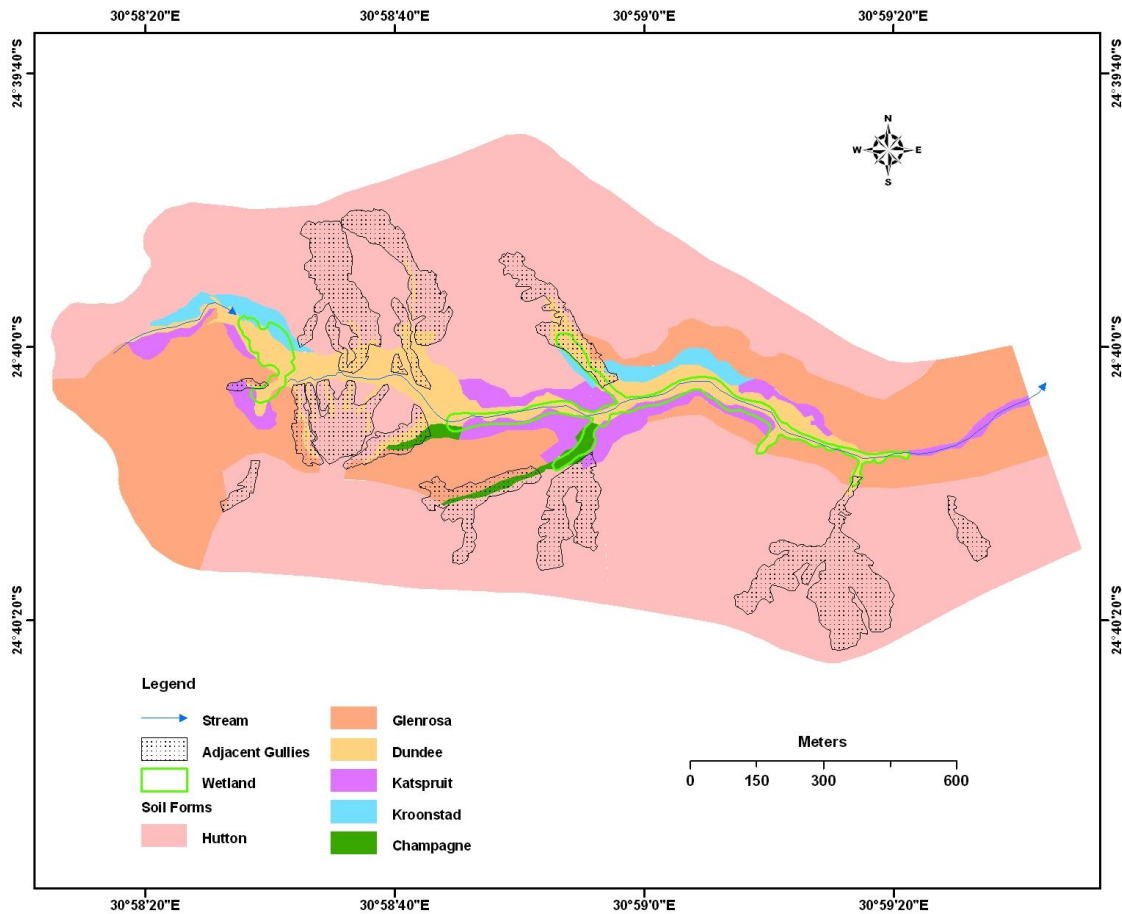 30°58'20"E 30°58'40"E 30°59'0"E 30°59'20"E
24°39'40"S 24°39'40"S
N
W E
S
24°40'0"S 24°40'0"S
24°40'20"S 24°40'20"S
Legend
Stream
Adjacent Gullies
Wetland
Soil Forms
Hutton
Glenrosa
Dundee
Katspruit
Kroonstad
Champagne
Meters
0 150 300 600
30°58'20"E 30°58'40"E 30°59'0"E 30°59'20"E